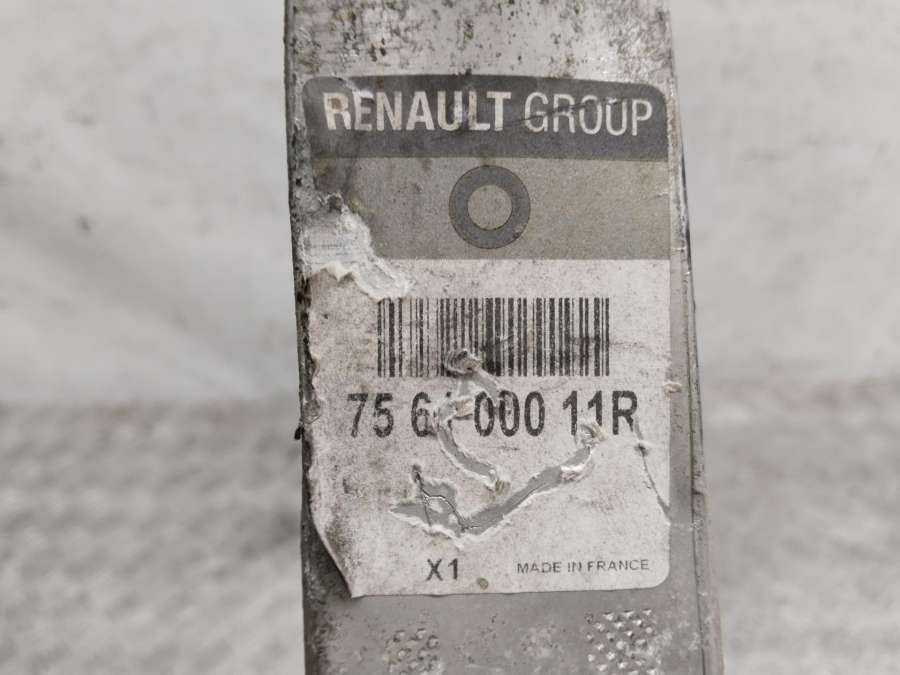 RENAULT GROUP
75 000 11R
X1
MADE IN FRANCE